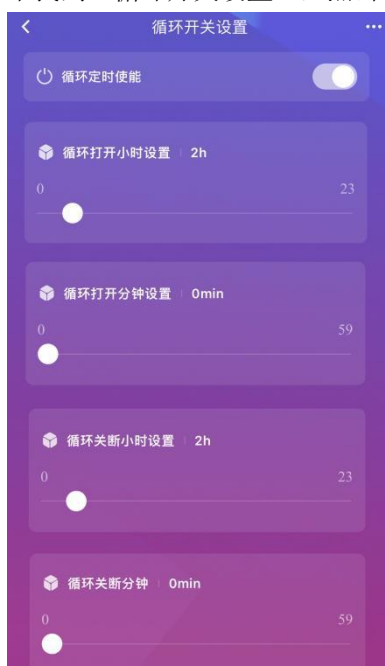 循环开关设置
循环定时使能
循环打开小时设置 | 2h
0 23
循环打开分钟设置 | 0min
0 59
循环关断小时设置 | 2h
0 23
循环关断分钟 | 0min
0 59